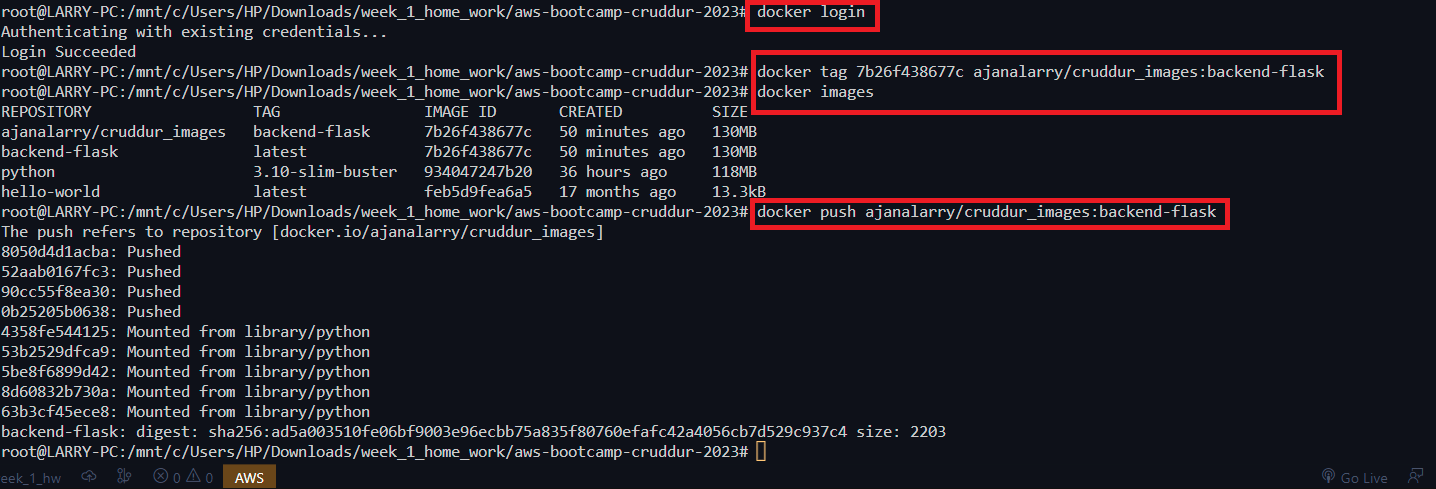 root@LARRY-PC:/mnt/c/Users/HP/Downloads/week_1_home_work/aws-bootcamp-cruddur-2023# docker login
Authenticating with existing credentials...
Login Succeeded
root@LARRY-PC:/mnt/c/Users/HP/Downloads/week_1_home_work/aws-bootcamp-cruddur-2023# docker tag 7b26f438677c ajanalarry/cruddur_images:backend-flask
root@LARRY-PC:/mnt/c/Users/HP/Downloads/week_1_home_work/aws-bootcamp-cruddur-2023# docker images
REPOSITORY TAG IMAGE ID CREATED SIZE
ajanalarry/cruddur_images backend-flask 7b26f438677c 50 minutes ago 130MB
backend-flask latest 7b26f438677c 50 minutes ago 130MB
python 3.10-slim-buster 934047247b20 36 hours ago 118MB
hello-world latest feb5d9fea6a5 17 months ago 13.3kB
root@LARRY-PC:/mnt/c/Users/HP/Downloads/week_1_home_work/aws-bootcamp-cruddur-2023# docker push ajanalarry/cruddur_images:backend-flask
The push refers to repository [docker.io/ajanalarry/cruddur_images]
8050d4d1acba: Pushed
52aab0167fc3: Pushed
90cc55f8ea30: Pushed
0b25205b0638: Pushed
4358fe544125: Mounted from library/python
53b2529dfca9: Mounted from library/python
5be8f6899d42: Mounted from library/python
8d60832b730a: Mounted from library/python
63b3cf45ece8: Mounted from library/python
backend-flask: digest: sha256:ad5a003510fe06bf9003e96ecbb75a835f80760efafc42a4056cb7d529c937c4 size: 2203
root@LARRY-PC:/mnt/c/Users/HP/Downloads/week_1_home_work/aws-bootcamp-cruddur-2023#
eek_1_hw 0 0 AWS Go Live